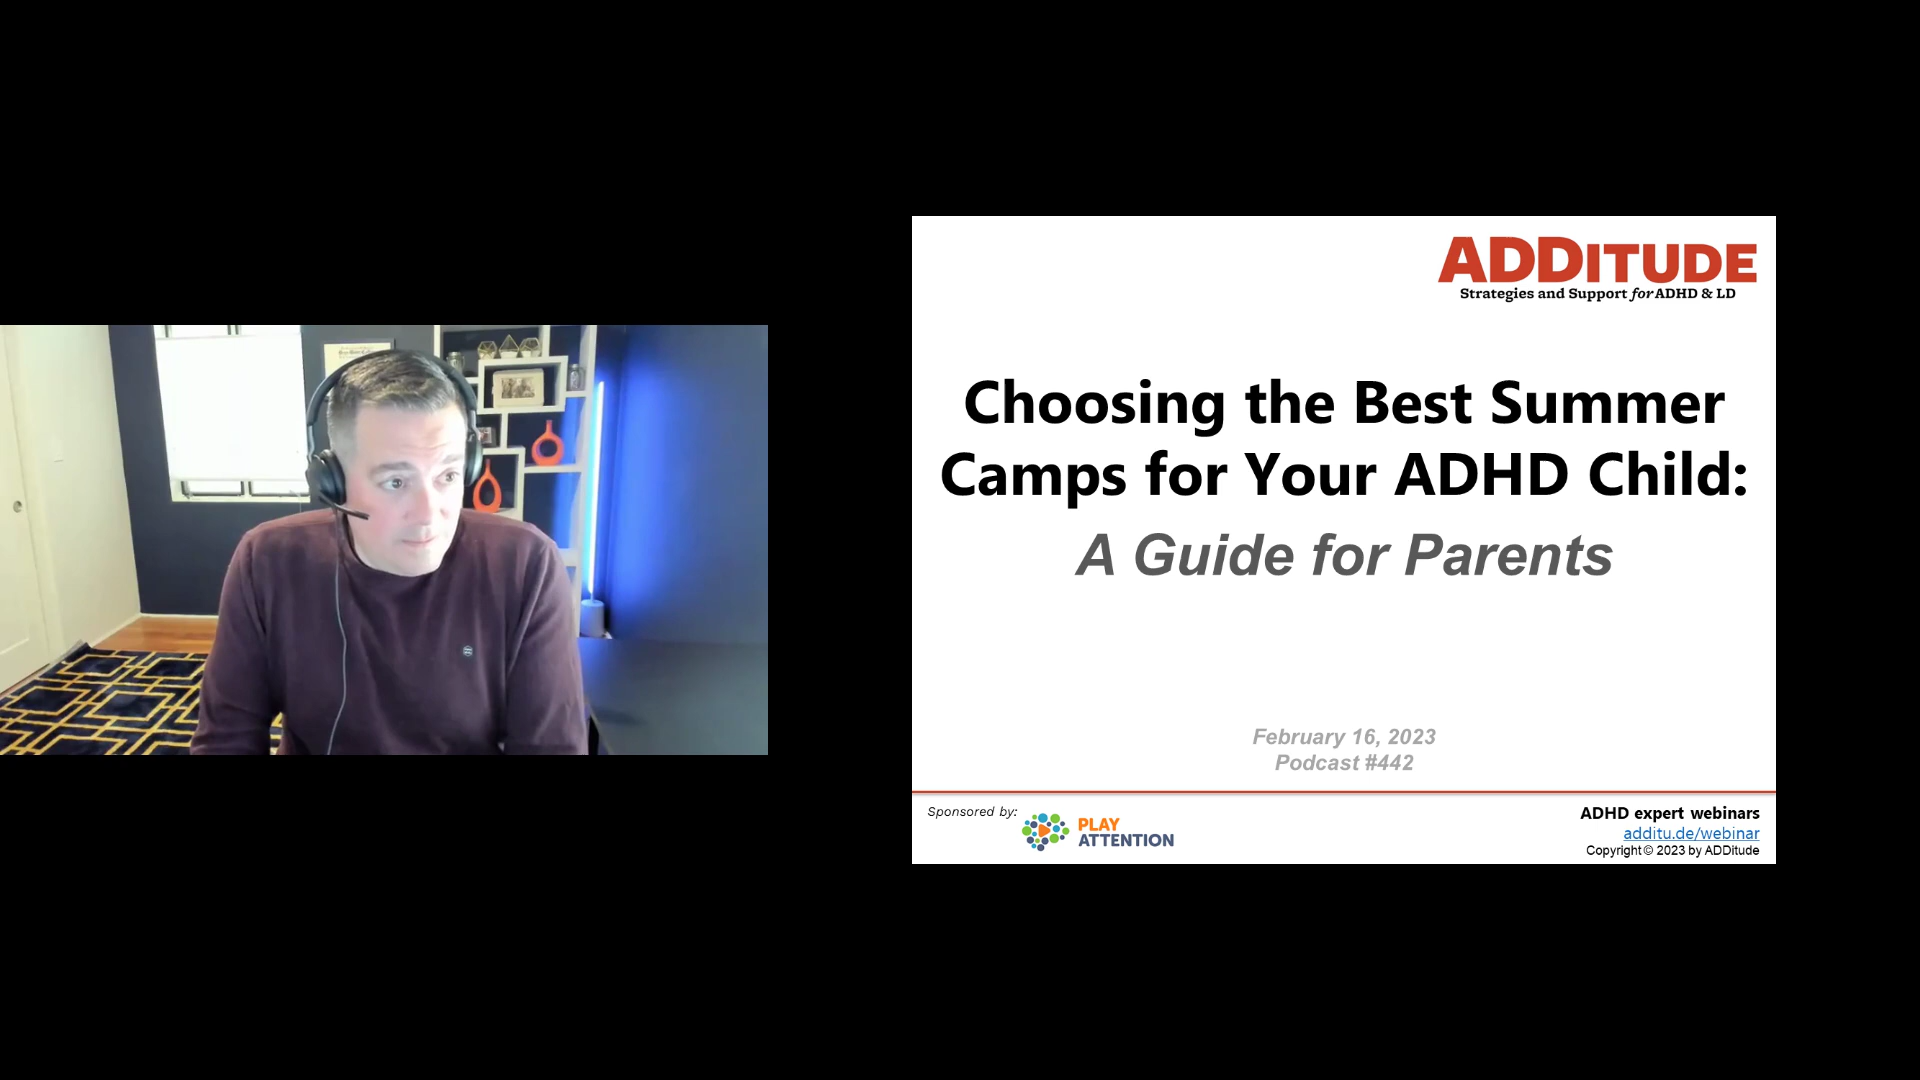 ADDITUDE
Strategies and Support for ADHD & LD
Choosing the Best Summer
Camps for Your ADHD Child:
A Guide for Parents
February 16, 2023
Podcast #442
Sponsored by:
PLAY
ATTENTION
ADHD expert webinars
additu.de/webinar
Copyright © 2023 by ADDitude